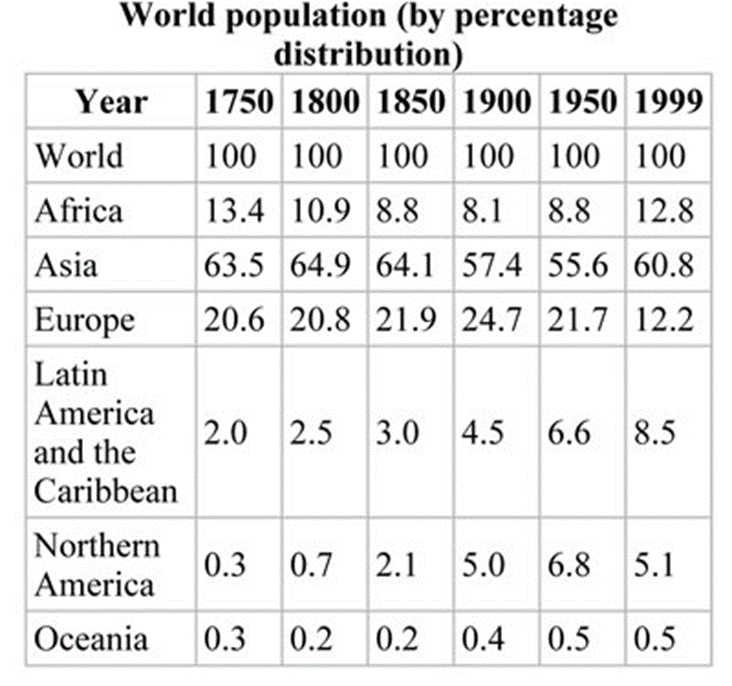 World population (by percentage
distribution)
Year 1750 1800 1850 1900 1950 1999
World 100 100 100 100 100 100
Africa 13.4 10.9 8.8 8.1 8.8 12.8
Asia 63.5 64.9 64.1 57.4 55.6 60.8
Europe 20.6 20.8 21.9 24.7 21.7 12.2
Latin
America
and the
Caribbean
2.0 2.5 3.0 4.5 6.6 8.5
Northern
America
0.3 0.7 2.1 5.0 6.8 5.1
Oceania 0.3 0.2 0.2 0.4 0.5 0.5